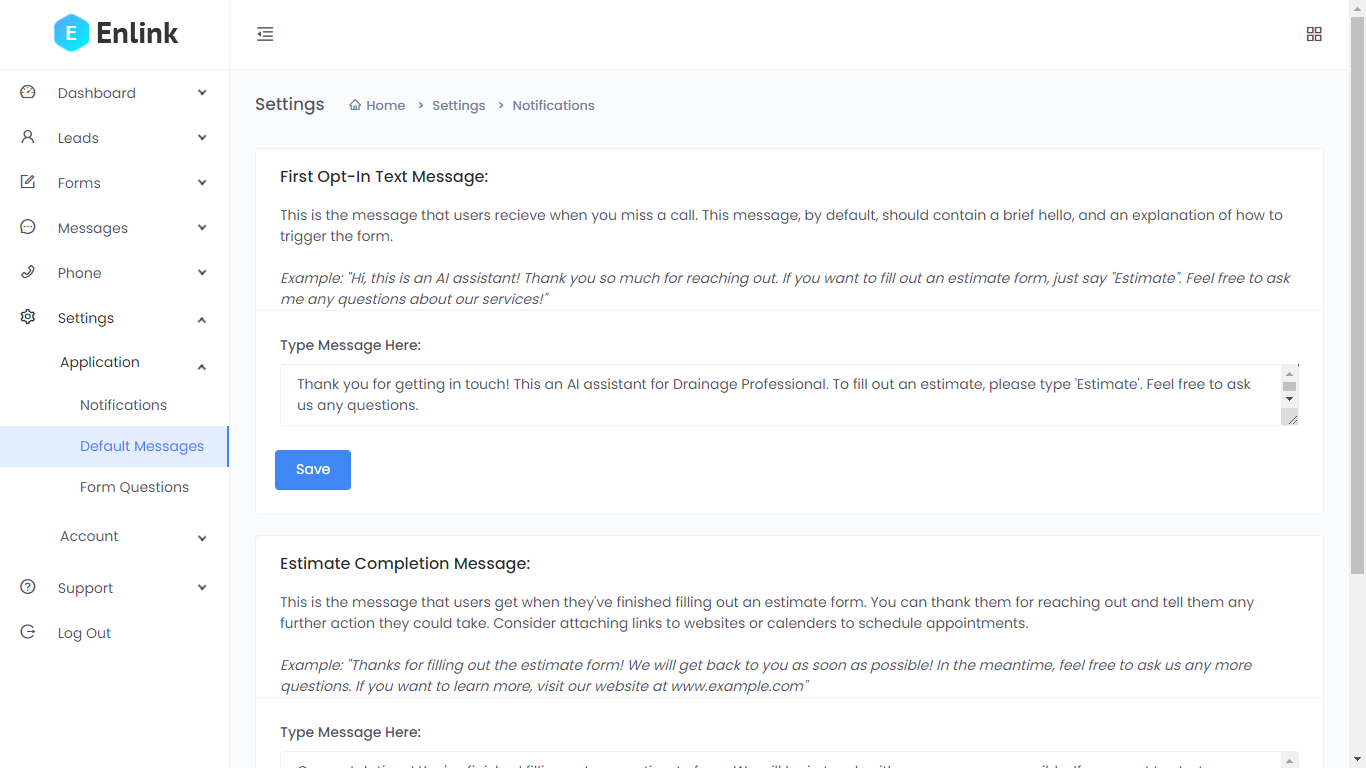 Enlink
Dashboard
Leads
Forms
Messages
Phone
Settings
Application
Notifications
Default Messages
Form Questions
Account
Support
Log Out
Settings
Home > Settings > Notifications
First Opt-In Text Message:
This is the message that users recieve when you miss a call. This message, by default, should contain a brief hello, and an explanation of how to
trigger the form.
Example: "Hi, this is an AI assistant! Thank you so much for reaching out. If you want to fill out an estimate form, just say "Estimate". Feel free to ask
me any questions about our services!"
Type Message Here:
Thank you for getting in touch! This an AI assistant for Drainage Professional. To fill out an estimate, please type 'Estimate'. Feel free to ask
us any questions.
Save
Estimate Completion Message:
This is the message that users get when they've finished filling out an estimate form. You can thank them for reaching out and tell them any
further action they could take. Consider attaching links to websites or calenders to schedule appointments.
Example: "Thanks for filling out the estimate form! We will get back to you as soon as possible! In the meantime, feel free to ask us any more
questions. If you want to learn more, visit our website at www.example.com"
Type Message Here: